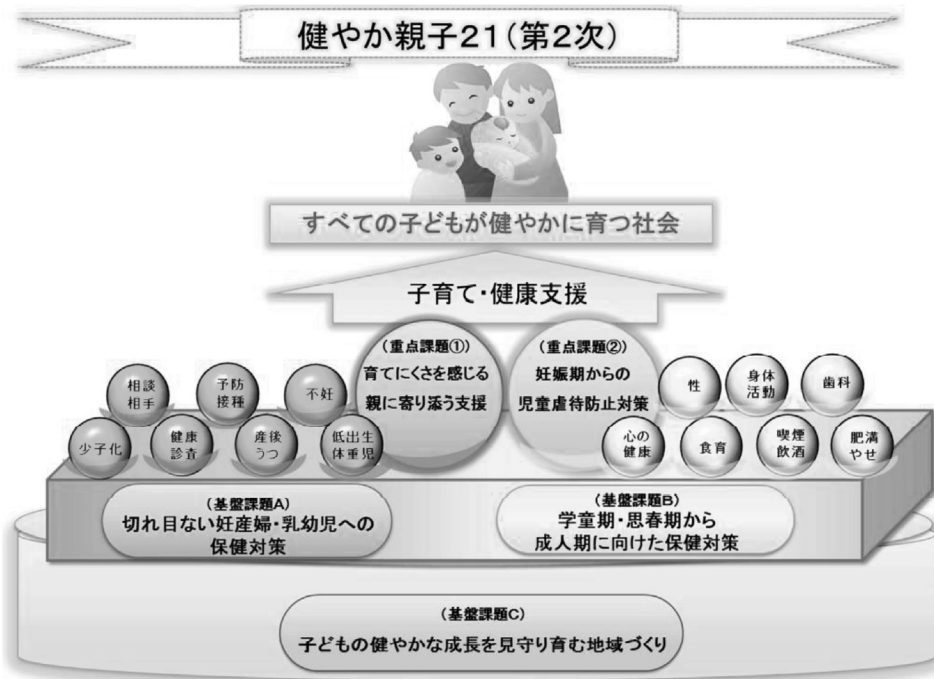 健やか親子21(第2次)
すべての子どもが健やかに育つ社会
子育て・健康支援
(重点課題①)
育てにくさを感じる
親に寄り添う支援
(重点課題②)
妊娠期からの
児童虐待防止対策
相談
相手
予防
接種
不妊
少子化
健康
診査
産後
うつ
低出生
体重児
性
身体
活動
歯科
心の
健康
食育
喫煙
飲酒
肥満
やせ
(基盤課題A)
切れ目ない妊産婦・乳幼児への
保健対策
(基盤課題B)
学童期・思春期から
成人期に向けた保健対策
(基盤課題C)
子どもの健やかな成長を見守り育む地域づくり